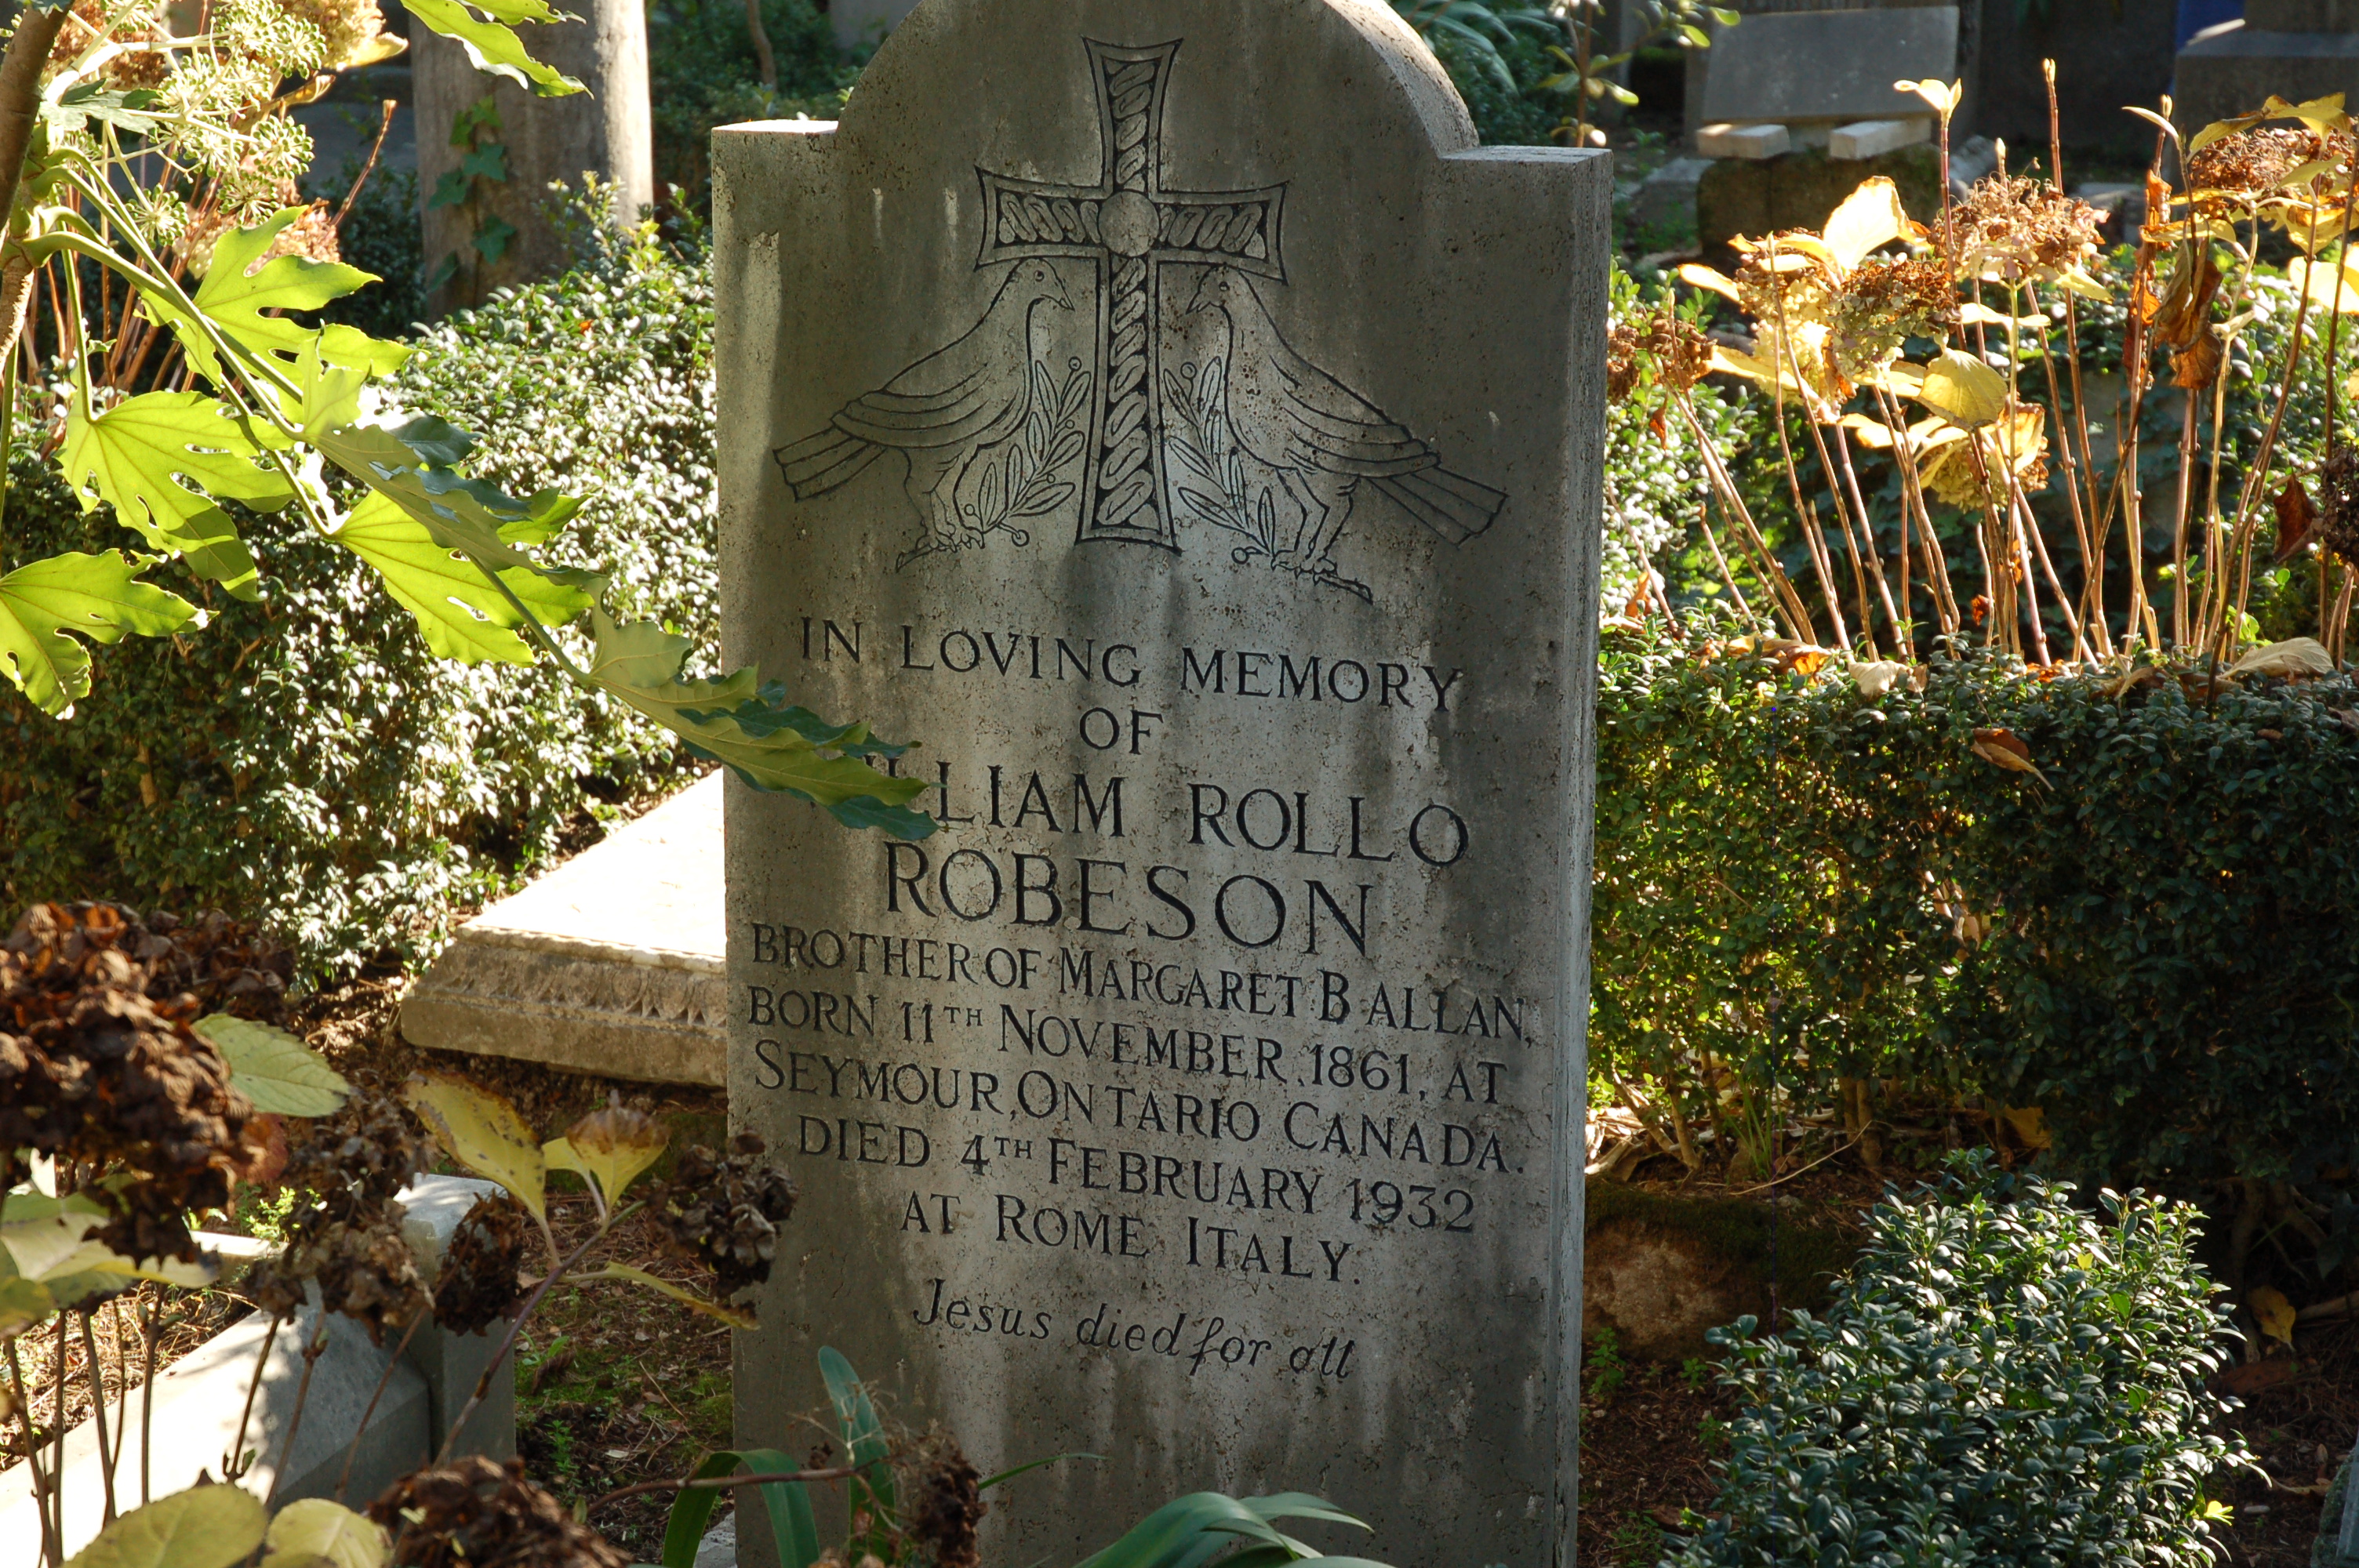 IN LOVING MEMORY
OF
WILLIAM ROLLO
ROBESON
BROTHER OF MARGARET B ALLAN,
BORN 11TH NOVEMBER 1861, AT
SEYMOUR, ONTARIO CANADA.
DIED 4TH FEBRUARY 1932
AT ROME ITALY.
Jesus died for all